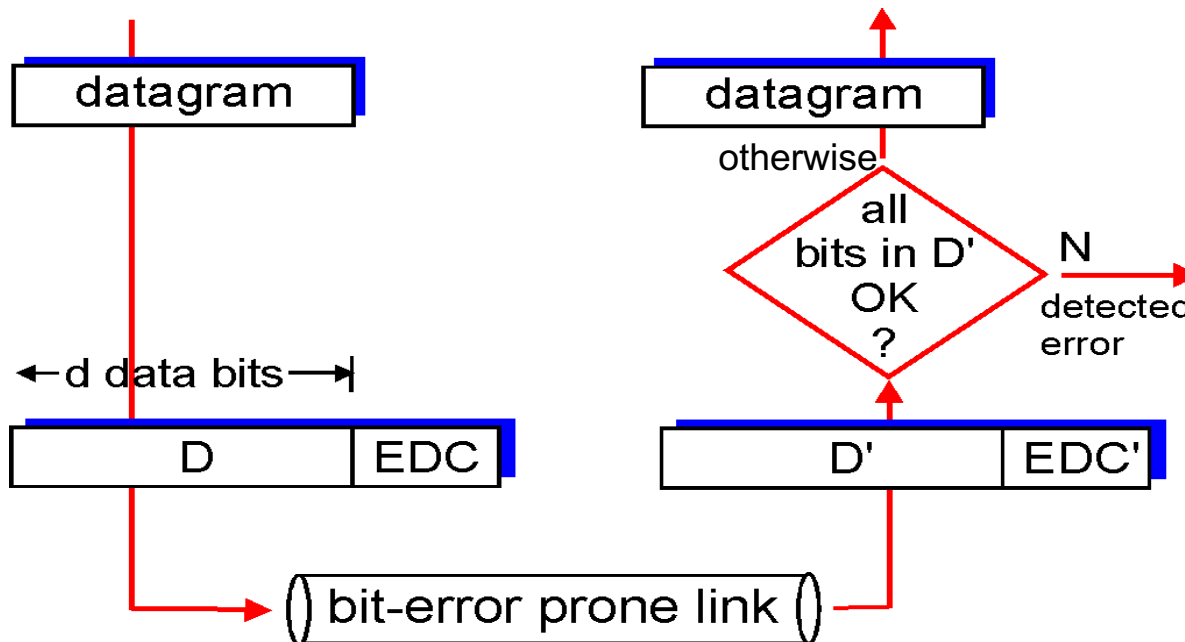 datagram
d data bits
D EDC
bit-error prone link
datagram
otherwise
all
bits in D'
OK
?
N
detected
error
D' EDC'